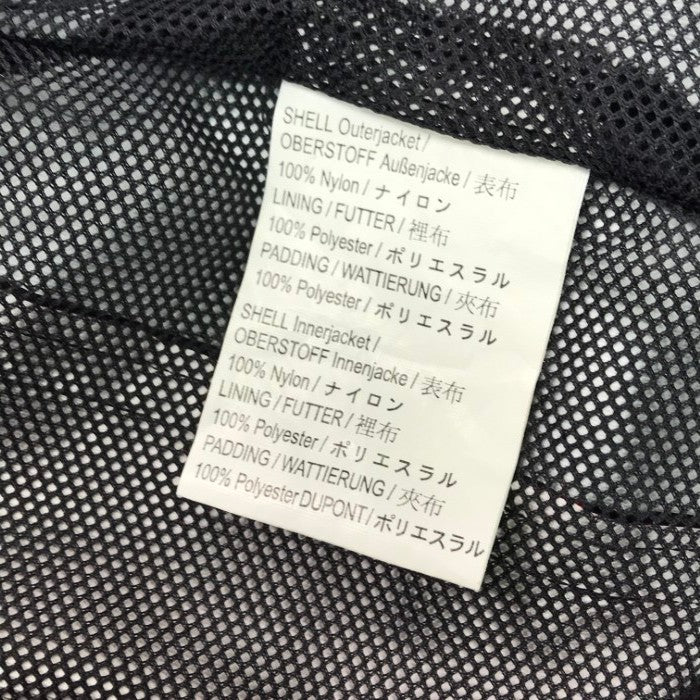 SHELL Outerjacket /
OBERSTOFF Außenjacke / 表布
100% Nylon / ナイロン
LINING / FUTTER / 裡布
100% Polyester / ポリエスラル
PADDING / WATTIERUNG / 夾布
100% Polyester / ポリエスラル
SHELL Innerjacket /
OBERSTOFF Innenjacke / 表布
100% Nylon / ナイロン
LINING / FUTTER / 裡布
100% Polyester / ポリエスラル
PADDING / WATTIERUNG / 夾布
100% Polyester DUPONT / ポリエスラル